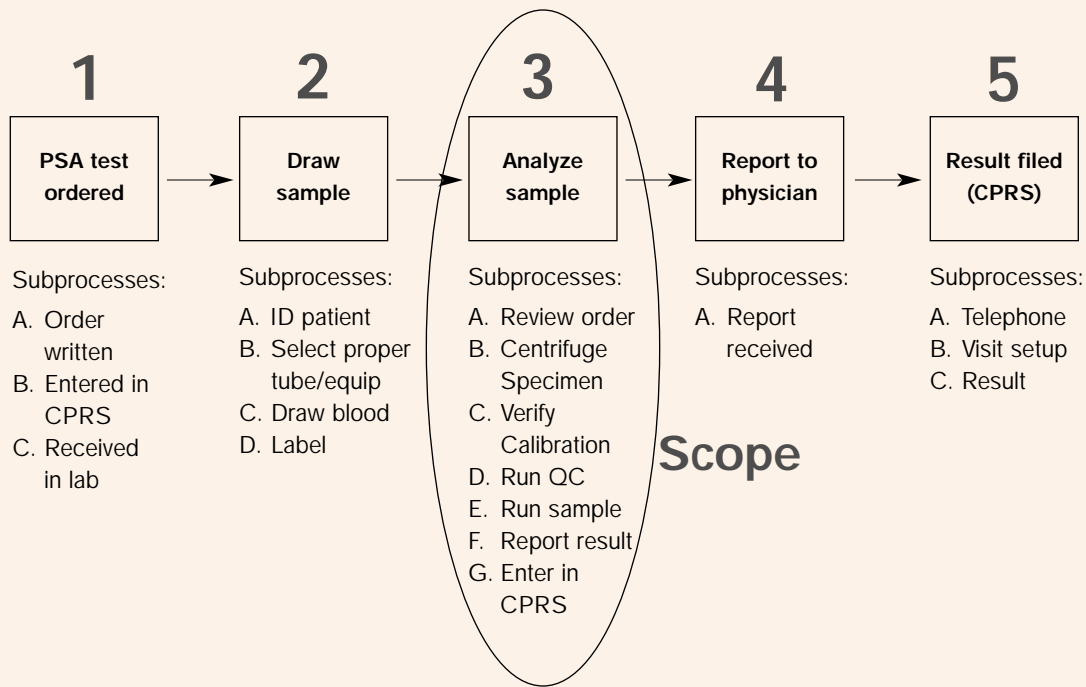 1
PSA test
ordered
Subprocesses:
A. Order
written
B. Entered in
CPRS
C. Received
in lab
2
Draw
sample
Subprocesses:
A. ID patient
B. Select proper
tube/equip
C. Draw blood
D. Label
3
Analyze
sample
Subprocesses:
A. Review order
B. Centrifuge
Specimen
C. Verify
Calibration
D. Run QC
E. Run sample
F. Report result
G. Enter in
CPRS
Scope
4
Report to
physician
Subprocesses:
A. Report
received
5
Result filed
(CPRS)
Subprocesses:
A. Telephone
B. Visit setup
C. Result